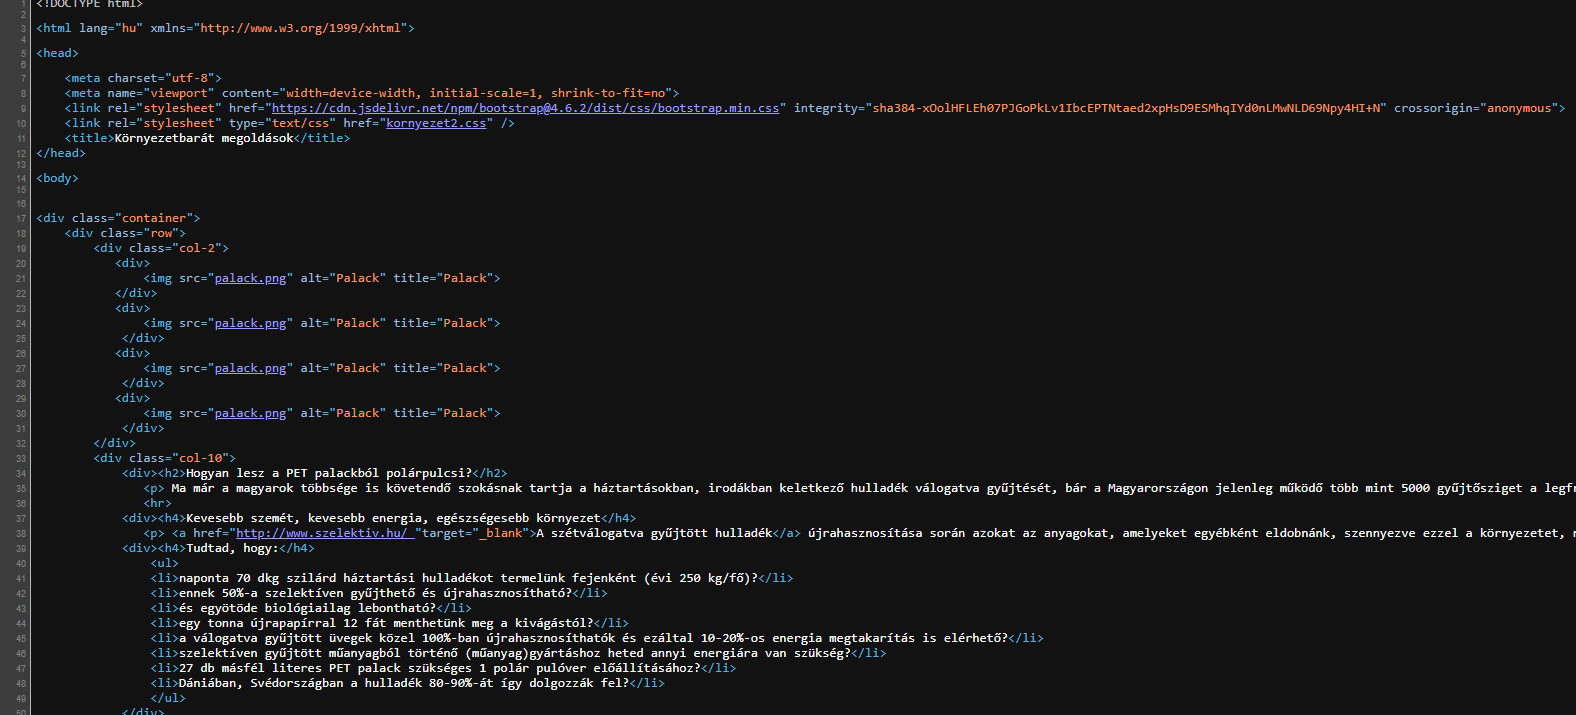 1 <!DOCTYPE html>
2
3 <html lang="hu" xmlns="http://www.w3.org/1999/xhtml">
4
5 <head>
6
7 <meta charset="utf-8">
8 <meta name="viewport" content="width=device-width, initial-scale=1, shrink-to-fit=no">
9 <link rel="stylesheet" href="https://cdn.jsdelivr.net/npm/bootstrap@4.6.2/dist/css/bootstrap.min.css" integrity="sha384-xOolHFLEh07PJGoPkLv1IbcEPTNtaed2xpHsD9ESMhqIYd0nLMwNLD69Npy4HI+N" crossorigin="anonymous">
10 <link rel="stylesheet" type="text/css" href="kornyezet2.css" />
11 <title>Környezetbarát megoldások</title>
12 </head>
13
14 <body>
15
16
17 <div class="container">
18 <div class="row">
19 <div class="col-2">
20 <div>
21 <img src="palack.png" alt="Palack" title="Palack">
22 </div>
23 <div>
24 <img src="palack.png" alt="Palack" title="Palack">
25 </div>
26 <div>
27 <img src="palack.png" alt="Palack" title="Palack">
28 </div>
29 <div>
30 <img src="palack.png" alt="Palack" title="Palack">
31 </div>
32 </div>
33 <div class="col-10">
34 <div><h2>Hogyan lesz a PET palackból polárpulcsi?</h2>
35 <p> Ma már a magyarok többsége is követendő szokásnak tartja a háztartásokban, irodákban keletkező hulladék válogatva gyűjtését, bár a Magyarországon jelenleg működő több mint 5000 gyűjtősziget a
36 <hr>
37 <div><h4>Kevesebb szemét, kevesebb energia, egészségesebb környezet</h4>
38 <p> <a href="http://www.szelektiv.hu/ "target="_blank">A szétválogatva gyűjtött hulladék</a> újrahasznosítása során azokat az anyagokat, amelyeket egyébként eldobnánk, szennyezve ezzel a környezetet,
39 <div><h4>Tudtad, hogy:</h4>
40 <ul>
41 <li>naponta 70 dkg szilárd háztartási hulladékot termelünk fejenként (évi 250 kg/fő)?</li>
42 <li>ennek 50%-a szelektíven gyűjthető és újrahasznosítható?</li>
43 <li>és egyötöde biológiailag lebontható?</li>
44 <li>egy tonna újrapapírral 12 fát menthetünk meg a kivágástól?</li>
45 <li>a válogatva gyűjtött üvegek közel 100%-ban újrahasznosíthatók és ezáltal 10-20%-os energia megtakarítás is elérhető?</li>
46 <li>szelektíven gyűjtött műanyagból történő (műanyag)gyártáshoz heted annyi energiára van szükség?</li>
47 <li>27 db másfél literes PET palack szükséges 1 polár pulóver előállításához?</li>
48 <li>Dániában, Svédországban a hulladék 80-90%-át így dolgozzák fel?</li>
49 </ul>
50 </div>